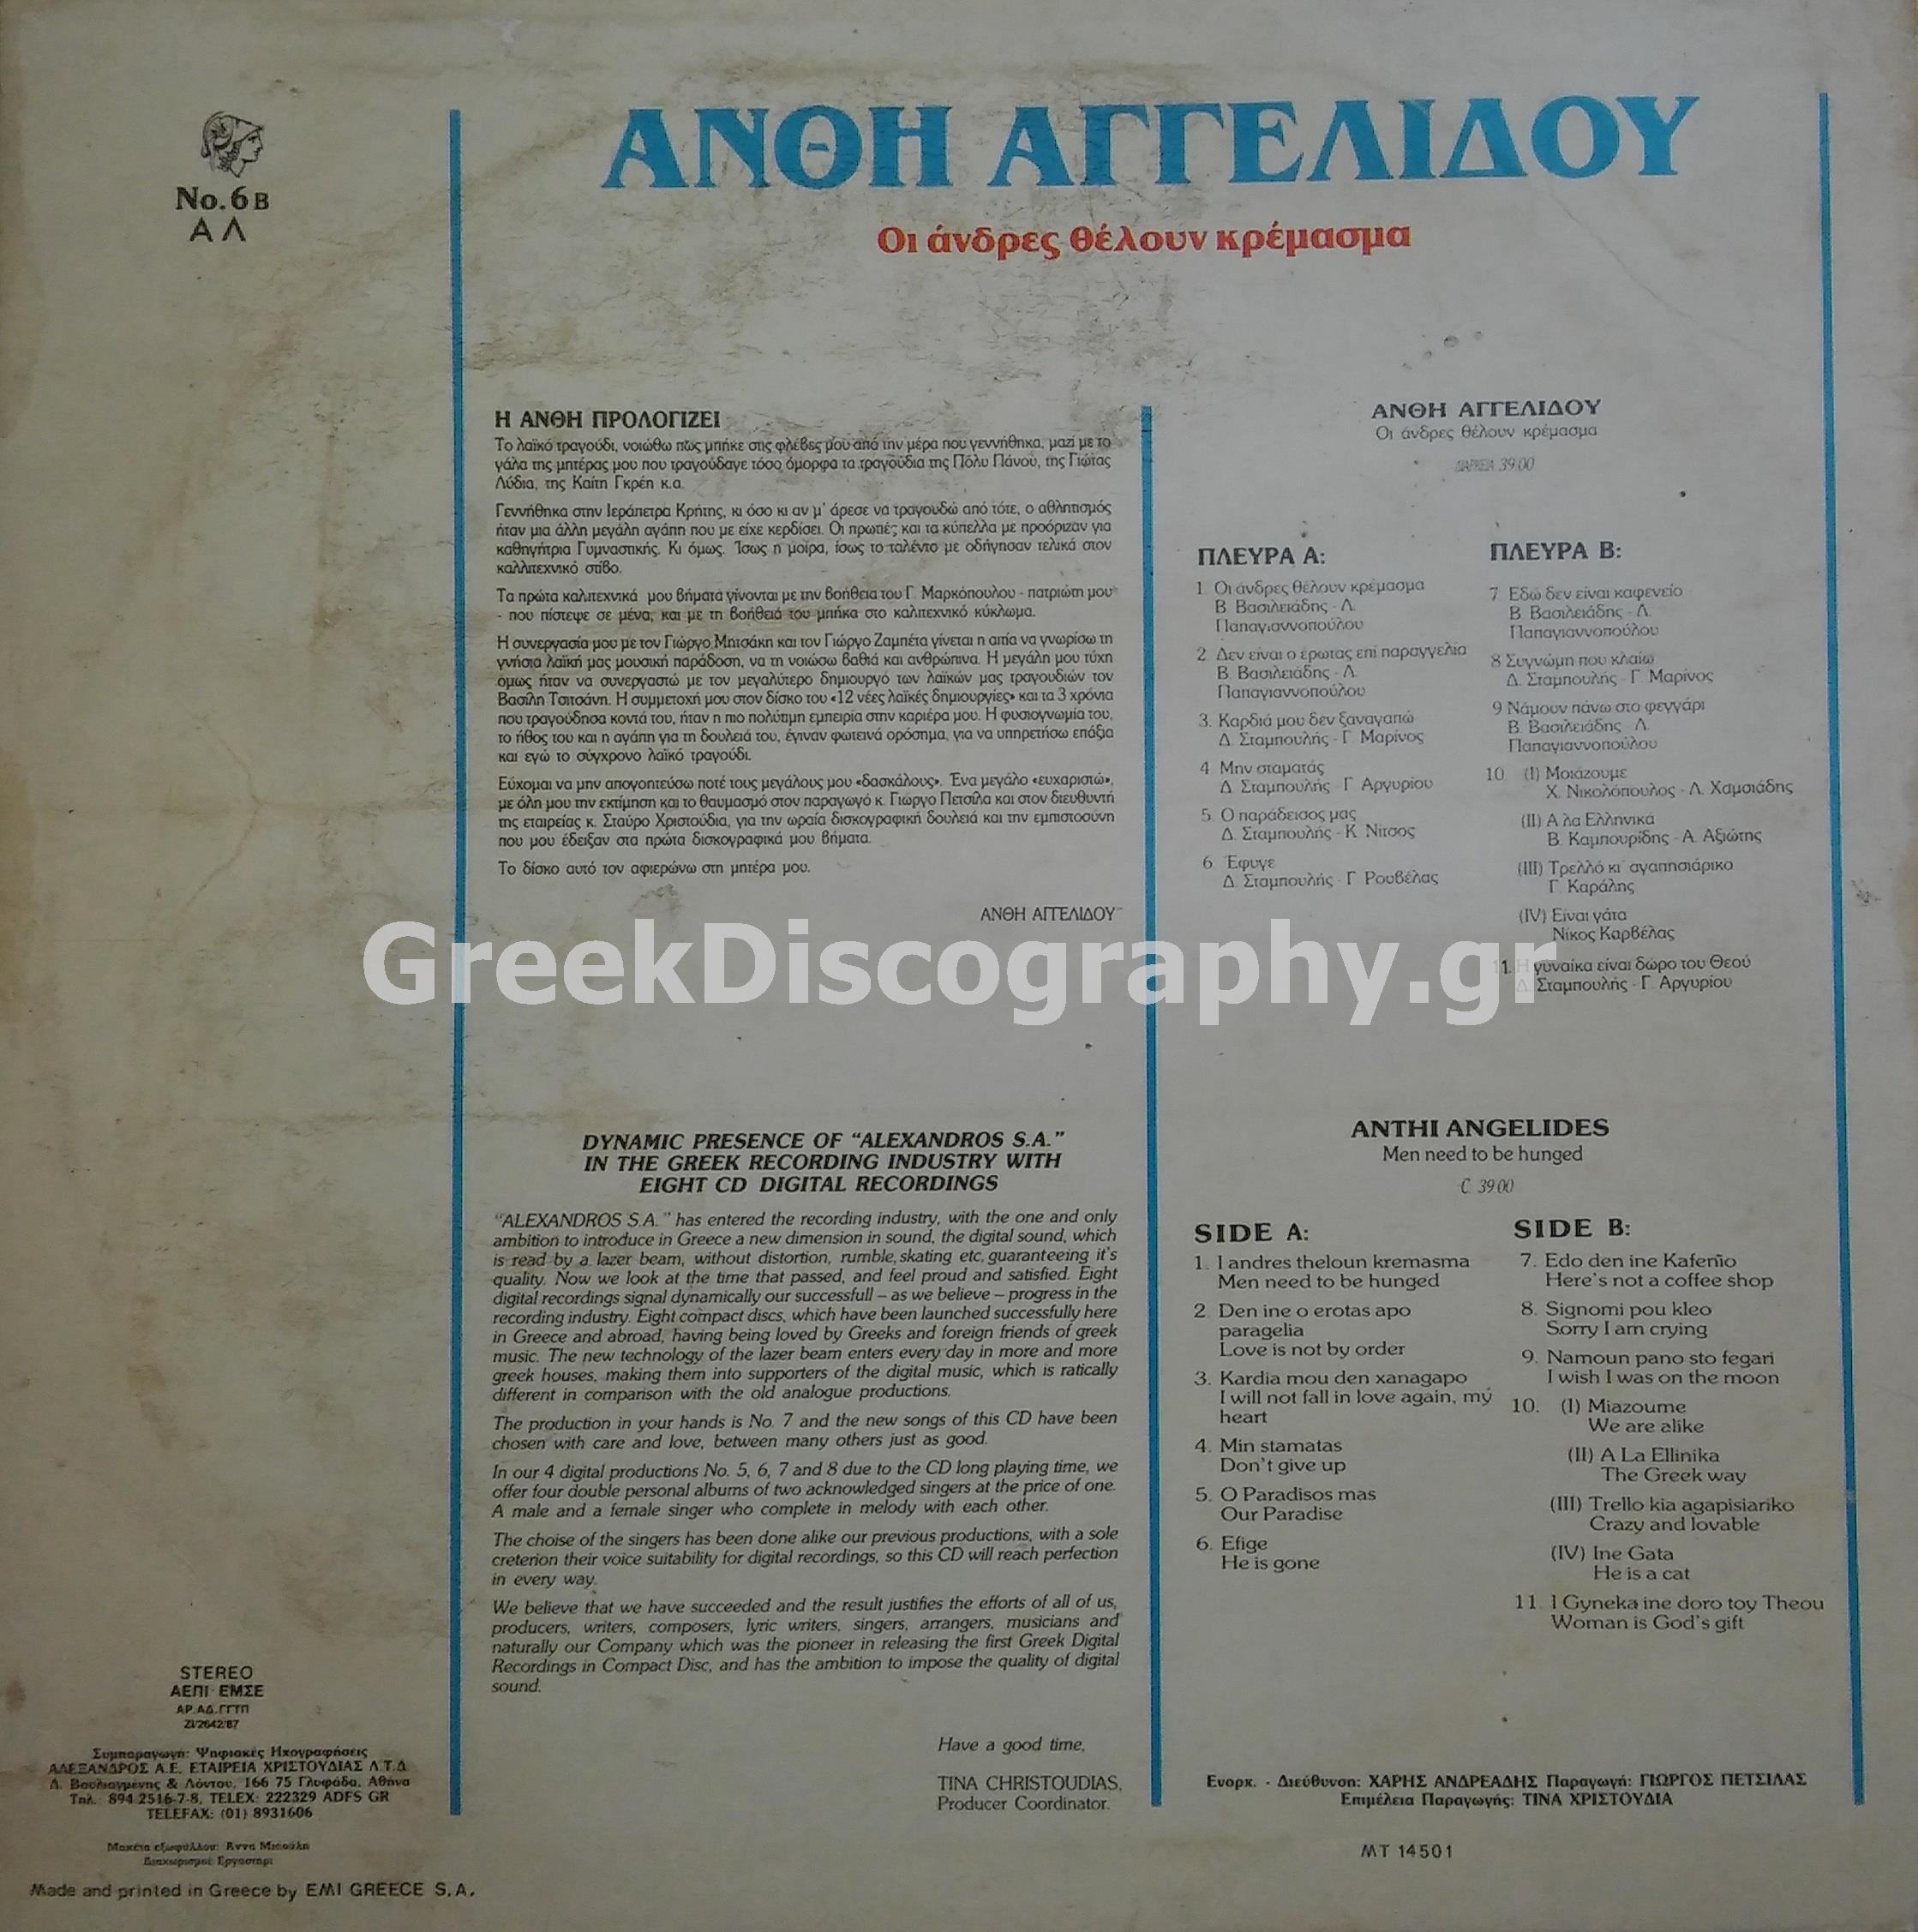 No.6B
ΑΛ
ΑΝΘΗ ΑΓΓΕΛΙΔΟΥ
Οι άνδρες θέλουν κρέμασμα
Η ΑΝΘΗ ΠΡΟΛΟΓΙΖΕΙ
Το λαϊκό τραγούδι, νοιώθω πως μπήκε στις φλέβες μου από την μέρα που γεννήθηκα, μαζί με το
γάλα της μητέρας μου που τραγούδαγε τόσο όμορφα τα τραγούδια της Πόλυ Πάνου, της Γιώτας
Λύδια, της Καίτη Γκρέη κ.α.
Γεννήθηκα στην Ιεράπετρα Κρήτης, κι όσο κι αν μ' άρεσε να τραγουδώ από τότε, ο αθλητισμός
ήταν μια άλλη μεγάλη αγάπη που με είχε κερδίσει. Οι πρωτιές και τα κύπελλα με προόριζαν για
καθηγήτρια Γυμναστικής. Κι όμως. Ίσως η μοίρα, ίσως το ταλέντο με οδήγησαν τελικά στον
καλλιτεχνικό στίβο.
Τα πρώτα καλιτεχνικά μου βήματα γίνονται με την βοήθεια του Γ. Μαρκόπουλου - πατριώτη μου
- που πίστεψε σε μένα, και με τη βοήθειά του μπήκα στο καλιτεχνικό κύκλωμα.
Η συνεργασία μου με τον Γιώργο Μητσάκη και τον Γιώργο Ζαμπέτα γίνεται η αιτία να γνωρίσω τη
γνήσια λαϊκή μας μουσική παράδοση, να τη νοιώσω βαθιά και ανθρώπινα. Η μεγάλη μου τύχη
όμως ήταν να συνεργαστώ με τον μεγαλύτερο δημιουργό των λαϊκών μας τραγουδιών τον
Βασίλη Τσιτσάνη. Η συμμετοχή μου στον δίσκο του «12 νέες λαϊκές δημιουργίες» και τα 3 χρόνια
που τραγούδησα κοντά του, ήταν η πιο πολύτιμη εμπειρία στην καριέρα μου. Η φυσιογνωμία του,
το ήθος του και η αγάπη για τη δουλειά του, έγιναν φωτεινά ορόσημα, για να υπηρετήσω επάξια
και εγώ το σύγχρονο λαϊκό τραγούδι.
Εύχομαι να μην απογοητεύσω ποτέ τους μεγάλους μου «δασκάλους». Ένα μεγάλο «ευχαριστώ»,
με όλη μου την εκτίμηση και το θαυμασμό στον παραγωγό κ. Γιώργο Πετσίλα και στον διευθυντή
της εταιρείας κ. Σταύρο Χριστούδια, για την ωραία δισκογραφική δουλειά και την εμπιστοσύνη
που μου έδειξαν στα πρώτα δισκογραφικά μου βήματα.
Το δίσκο αυτό τον αφιερώνω στη μητέρα μου.
ΑΝΘΗ ΑΓΓΕΛΙΔΟΥ
ΑΝΘΗ ΑΓΓΕΛΙΔΟΥ
Οι άνδρες θέλουν κρέμασμα
ΔΙΑΡΚΕΙΑ 39.00
ΠΛΕΥΡΑ Α:
1. Οι άνδρες θέλουν κρέμασμα
Β. Βασιλειάδης - Λ.
Παπαγιαννοπούλου
2. Δεν είναι ο έρωτας επί παραγγελία
Β. Βασιλειάδης - Λ.
Παπαγιαννοπούλου
3. Καρδιά μου δεν ξαναγαπώ
Δ. Σταμπουλής - Γ. Μαρίνος
4. Μην σταματάς
Δ. Σταμπουλής - Γ. Αργυρίου
5. Ο παράδεισος μας
Δ. Σταμπουλής - Κ. Νίτσος
6. Έφυγε
Δ. Σταμπουλής - Γ. Ρουβέλας
ΠΛΕΥΡΑ Β:
7. Εδώ δεν είναι καφενείο
Β. Βασιλειάδης - Λ.
Παπαγιαννοπούλου
8 Συγνώμη που κλαίω
Δ. Σταμπουλής - Γ. Μαρίνος
9 Νάμουν πάνω στο φεγγάρι
Β. Βασιλειάδης - Λ.
Παπαγιαννοπούλου
10. (I) Μοιάζουμε
Χ. Νικολόπουλος - Λ. Χαμσιάδης
(II) Α λα Ελληνικά
Β. Καμπουρίδης - Α. Αξιώτης
(III) Τρελλό κι' αγαπησιάρικο
Γ. Καράλης
(IV) Είναι γάτα
Νίκος Καρβέλας
11. Η γυναίκα είναι δώρο του Θεού
Δ. Σταμπουλής - Γ. Αργυρίου
GreekDiscography.gr
DYNAMIC PRESENCE OF "ALEXANDROS S.A."
IN THE GREEK RECORDING INDUSTRY WITH
EIGHT CD DIGITAL RECORDINGS
"ALEXANDROS S.A." has entered the recording industry, with the one and only
ambition to introduce in Greece a new dimension in sound, the digital sound, which
is read by a lazer beam, without distortion, rumble, skating etc. guaranteeing it's
quality. Now we look at the time that passed, and feel proud and satisfied. Eight
digital recordings signal dynamically our successfull – as we believe – progress in the
recording industry. Eight compact discs, which have been launched successfully here
in Greece and abroad, having being loved by Greeks and foreign friends of greek
music. The new technology of the lazer beam enters every day in more and more
greek houses, making them into supporters of the digital music, which is ratically
different in comparison with the old analogue productions.
The production in your hands is No. 7 and the new songs of this CD have been
chosen with care and love, between many others just as good.
In our 4 digital productions No. 5, 6, 7 and 8 due to the CD long playing time, we
offer four double personal albums of two acknowledged singers at the price of one.
A male and a female singer who complete in melody with each other.
The choise of the singers has been done alike our previous productions, with a sole
creterion their voice suitability for digital recordings, so this CD will reach perfection
in every way.
We believe that we have succeeded and the result justifies the efforts of all of us,
producers, writers, composers, lyric writers, singers, arrangers, musicians and
naturally our Company which was the pioneer in releasing the first Greek Digital
Recordings in Compact Disc, and has the ambition to impose the quality of digital
sound.
Have a good time,
TINA CHRISTOUDIAS,
Producer Coordinator.
ANTHI ANGELIDES
Men need to be hunged
C. 39.00
SIDE A:
1. I andres theloun kremasma
Men need to be hunged
2. Den ine o erotas apo
paragelia
Love is not by order
3. Kardia mou den xanagapo
I will not fall in love again, my
heart
4. Min stamatas
Don't give up
5. O Paradisos mas
Our Paradise
6. Efige
He is gone
SIDE B:
7. Edo den ine Kafenio
Here's not a coffee shop
8. Signomi pou kleo
Sorry I am crying
9. Namoun pano sto fegari
I wish I was on the moon
10. (I) Miazoume
We are alike
(II) A La Ellinika
The Greek way
(III) Trello kia agapisiariko
Crazy and lovable
(IV) Ine Gata
He is a cat
11. I Gyneka ine doro toy Theou
Woman is God's gift
STEREO
ΑΕΠΙ ΕΜΣΕ
ΑΡ.ΑΔ.ΓΓΤΠ
ΖΙ/2642/87
Συμπαραγωγή: Ψηφιακές Ηχογραφήσεις
ΑΛΕΞΑΝΔΡΟΣ Α.Ε. ΕΤΑΙΡΕΙΑ ΧΡΙΣΤΟΥΔΙΑΣ Λ.Τ.Δ.
Λ. Βουλιαγμένης & Λόντου, 166 75 Γλυφάδα, Αθήνα
Τηλ. 894 2516-7-8, TELEX: 222329 ADFS GR
TELEFAX: (01) 8931606
Μακέτα εξωφύλλου: Άννα Μισούλη
Διαχωρισμοί: Εργαστήρι
Made and printed in Greece by EMI GREECE S.A.
Ενορχ. - Διεύθυνση: ΧΑΡΗΣ ΑΝΔΡΕΑΔΗΣ Παραγωγή: ΓΙΩΡΓΟΣ ΠΕΤΣΙΛΑΣ
Επιμέλεια Παραγωγής: ΤΙΝΑ ΧΡΙΣΤΟΥΔΙΑ
MT 14501